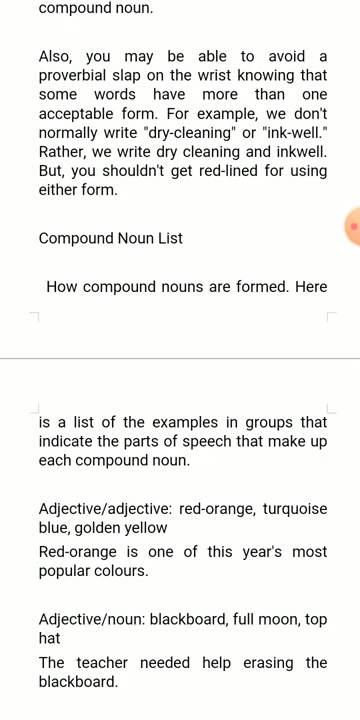 compound noun.
Also, you may be able to avoid a
proverbial slap on the wrist knowing that
some words have more than one
acceptable form. For example, we don't
normally write "dry-cleaning" or "ink-well."
Rather, we write dry cleaning and inkwell.
But, you shouldn't get red-lined for using
either form.
Compound Noun List
How compound nouns are formed. Here
is a list of the examples in groups that
indicate the parts of speech that make up
each compound noun.
Adjective/adjective: red-orange, turquoise
blue, golden yellow
Red-orange is one of this year's most
popular colours.
Adjective/noun: blackboard, full moon, top
hat
The teacher needed help erasing the
blackboard.